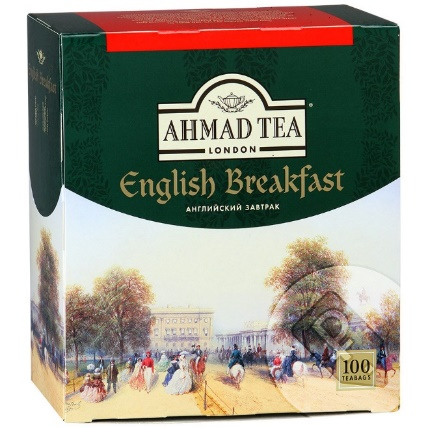 AHMAD TEA
LONDON
English Breakfast
АНГЛИЙСКИЙ ЗАВТРАК
100
TEABAGS